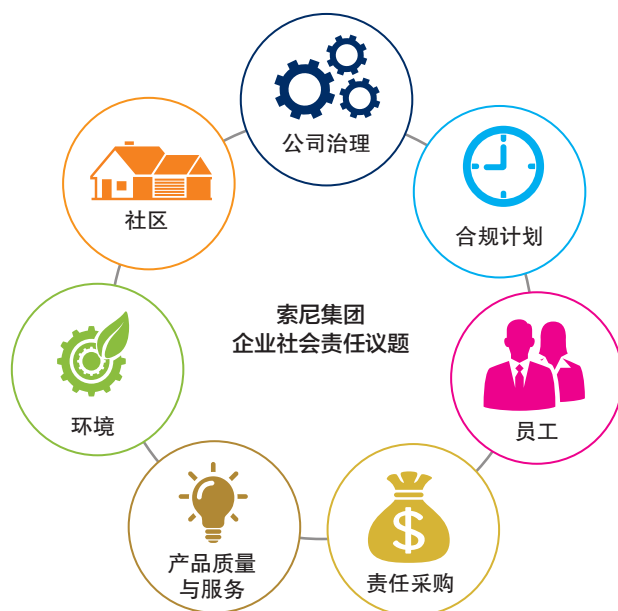 公司治理
合规计划
员工
责任采购
产品质量
与服务
环境
社区
索尼集团
企业社会责任议题
$